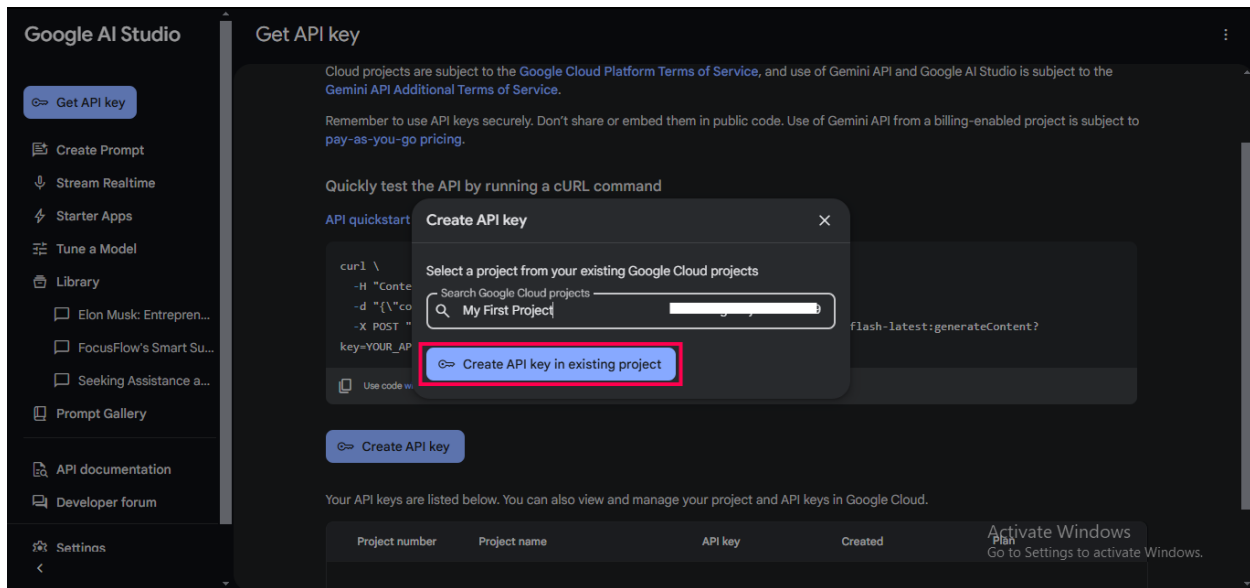 Google AI Studio
Get API key
Get API key
Create Prompt
Stream Realtime
Starter Apps
Tune a Model
Library
Elon Musk: Entrepren...
FocusFlow's Smart Su...
Seeking Assistance a...
Prompt Gallery
API documentation
Developer forum
Settings
Cloud projects are subject to the Google Cloud Platform Terms of Service, and use of Gemini API and Google AI Studio is subject to the
Gemini API Additional Terms of Service.
Remember to use API keys securely. Don't share or embed them in public code. Use of Gemini API from a billing-enabled project is subject to
pay-as-you-go pricing.
Quickly test the API by running a cURL command
API quickstart
curl \
-H "Conte
-d "{\"co
-X POST " flash-latest:generateContent?
key=YOUR_AP
Use code w
Create API key
Select a project from your existing Google Cloud projects
Search Google Cloud projects
My First Project
Create API key in existing project
Create API key
Your API keys are listed below. You can also view and manage your project and API keys in Google Cloud.
Project number Project name API key Created Plan
Activate Windows
Go to Settings to activate Windows.